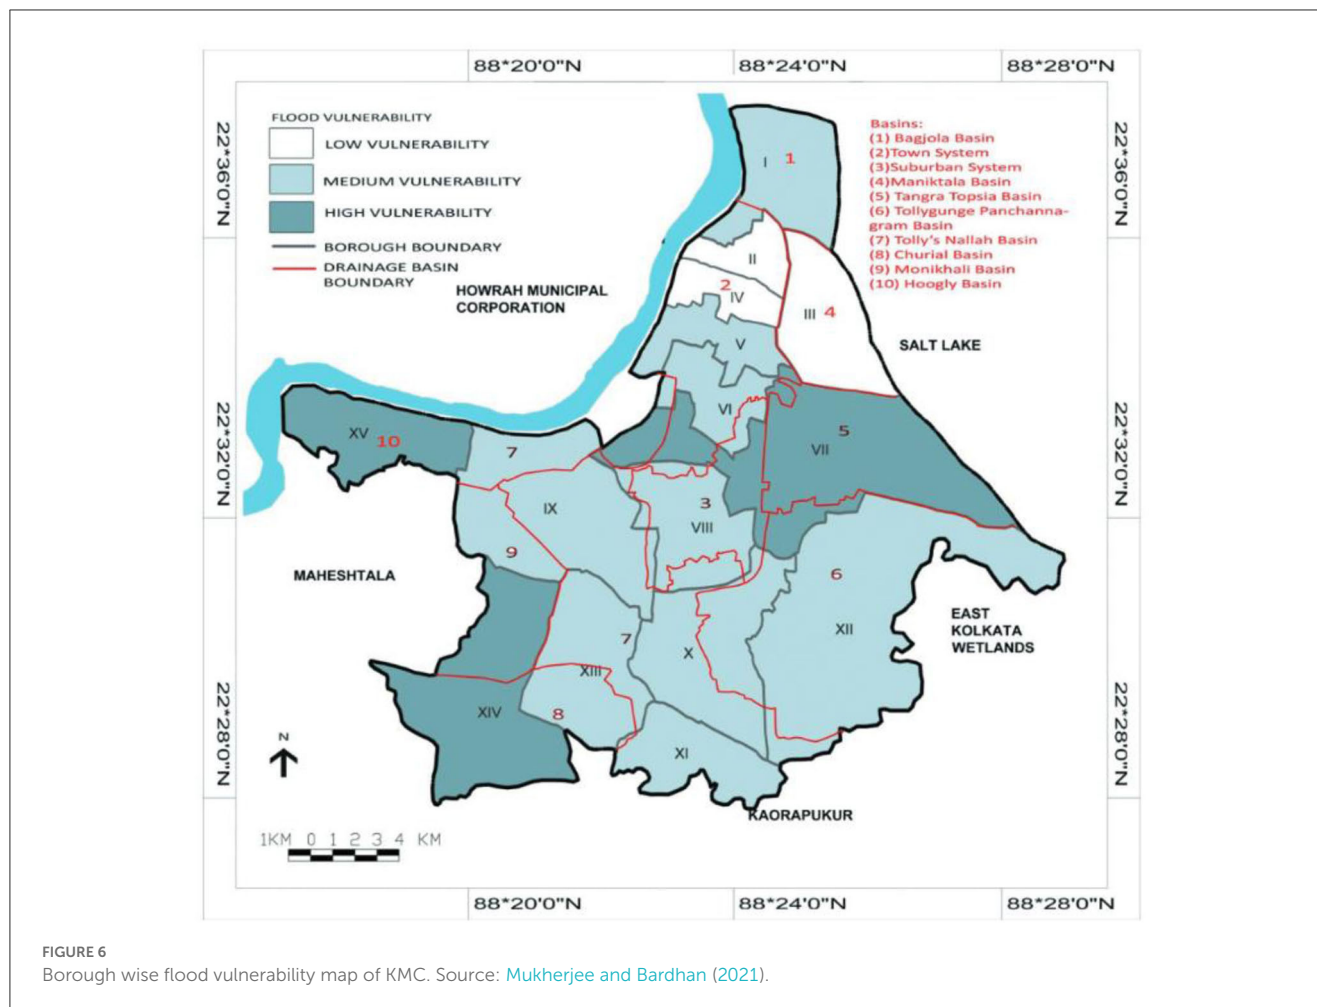 88*20'0"N
88*24'0"N
88*28'0"N
22*36'0"N
22*32'0"N
22*28'0"N
FLOOD VULNERABILITY
LOW VULNERABILITY
MEDIUM VULNERABILITY
HIGH VULNERABILITY
BOROUGH BOUNDARY
DRAINAGE BASIN
BOUNDARY
Basins:
(1) Bagjola Basin
(2)Town System
(3)Suburban System
(4)Maniktala Basin
(5) Tangra Topsia Basin
(6) Tollygunge Panchanna-
gram Basin
(7) Tolly's Nallah Basin
(8) Churial Basin
(9) Monikhali Basin
(10) Hoogly Basin
22*36'0"N
22*32'0"N
22*28'0"N
I 1
II
2
IV
III 4
HOWRAH MUNICIPAL
CORPORATION
SALT LAKE
V
VI
XV 10
5
VII
7
3
IX
VIII
9
MAHESHTALA
6
EAST
KOLKATA
WETLANDS
XII
7
X
XIII
XIV
8
XI
N
KAORAPUKUR
1KM 0 1 2 3 4 KM
88*20'0"N
88*24'0"N
88*28'0"N
FIGURE 6
Borough wise flood vulnerability map of KMC. Source: Mukherjee and Bardhan (2021).